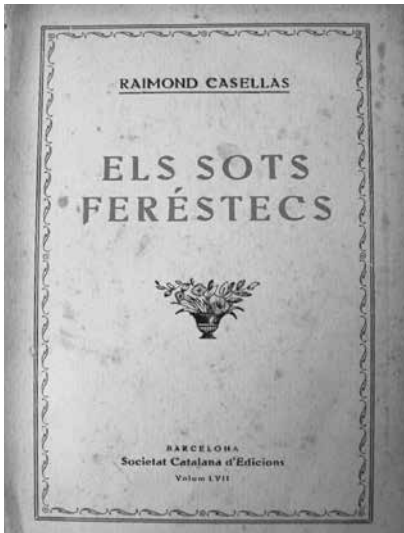 RAIMOND CASELLAS
ELS SOTS
FERÉSTECS
BARCELONA
Societat Catalana d'Edicions
Volum LVII